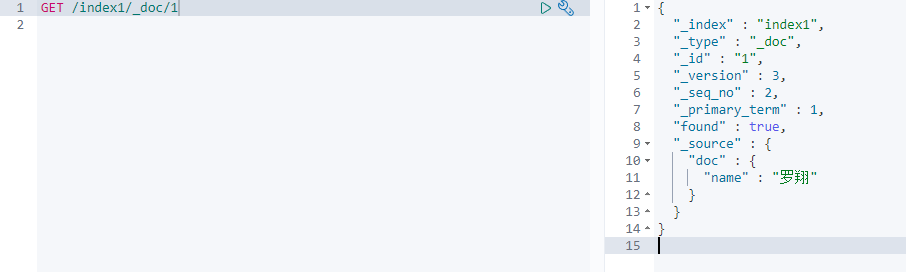 1 GET /index1/_doc/1
2
1 {
2 "_index" : "index1",
3 "_type" : "_doc",
4 "_id" : "1",
5 "_version" : 3,
6 "_seq_no" : 2,
7 "_primary_term" : 1,
8 "found" : true,
9 "_source" : {
10 "doc" : {
11 "name" : "罗翔"
12 }
13 }
14 }
15